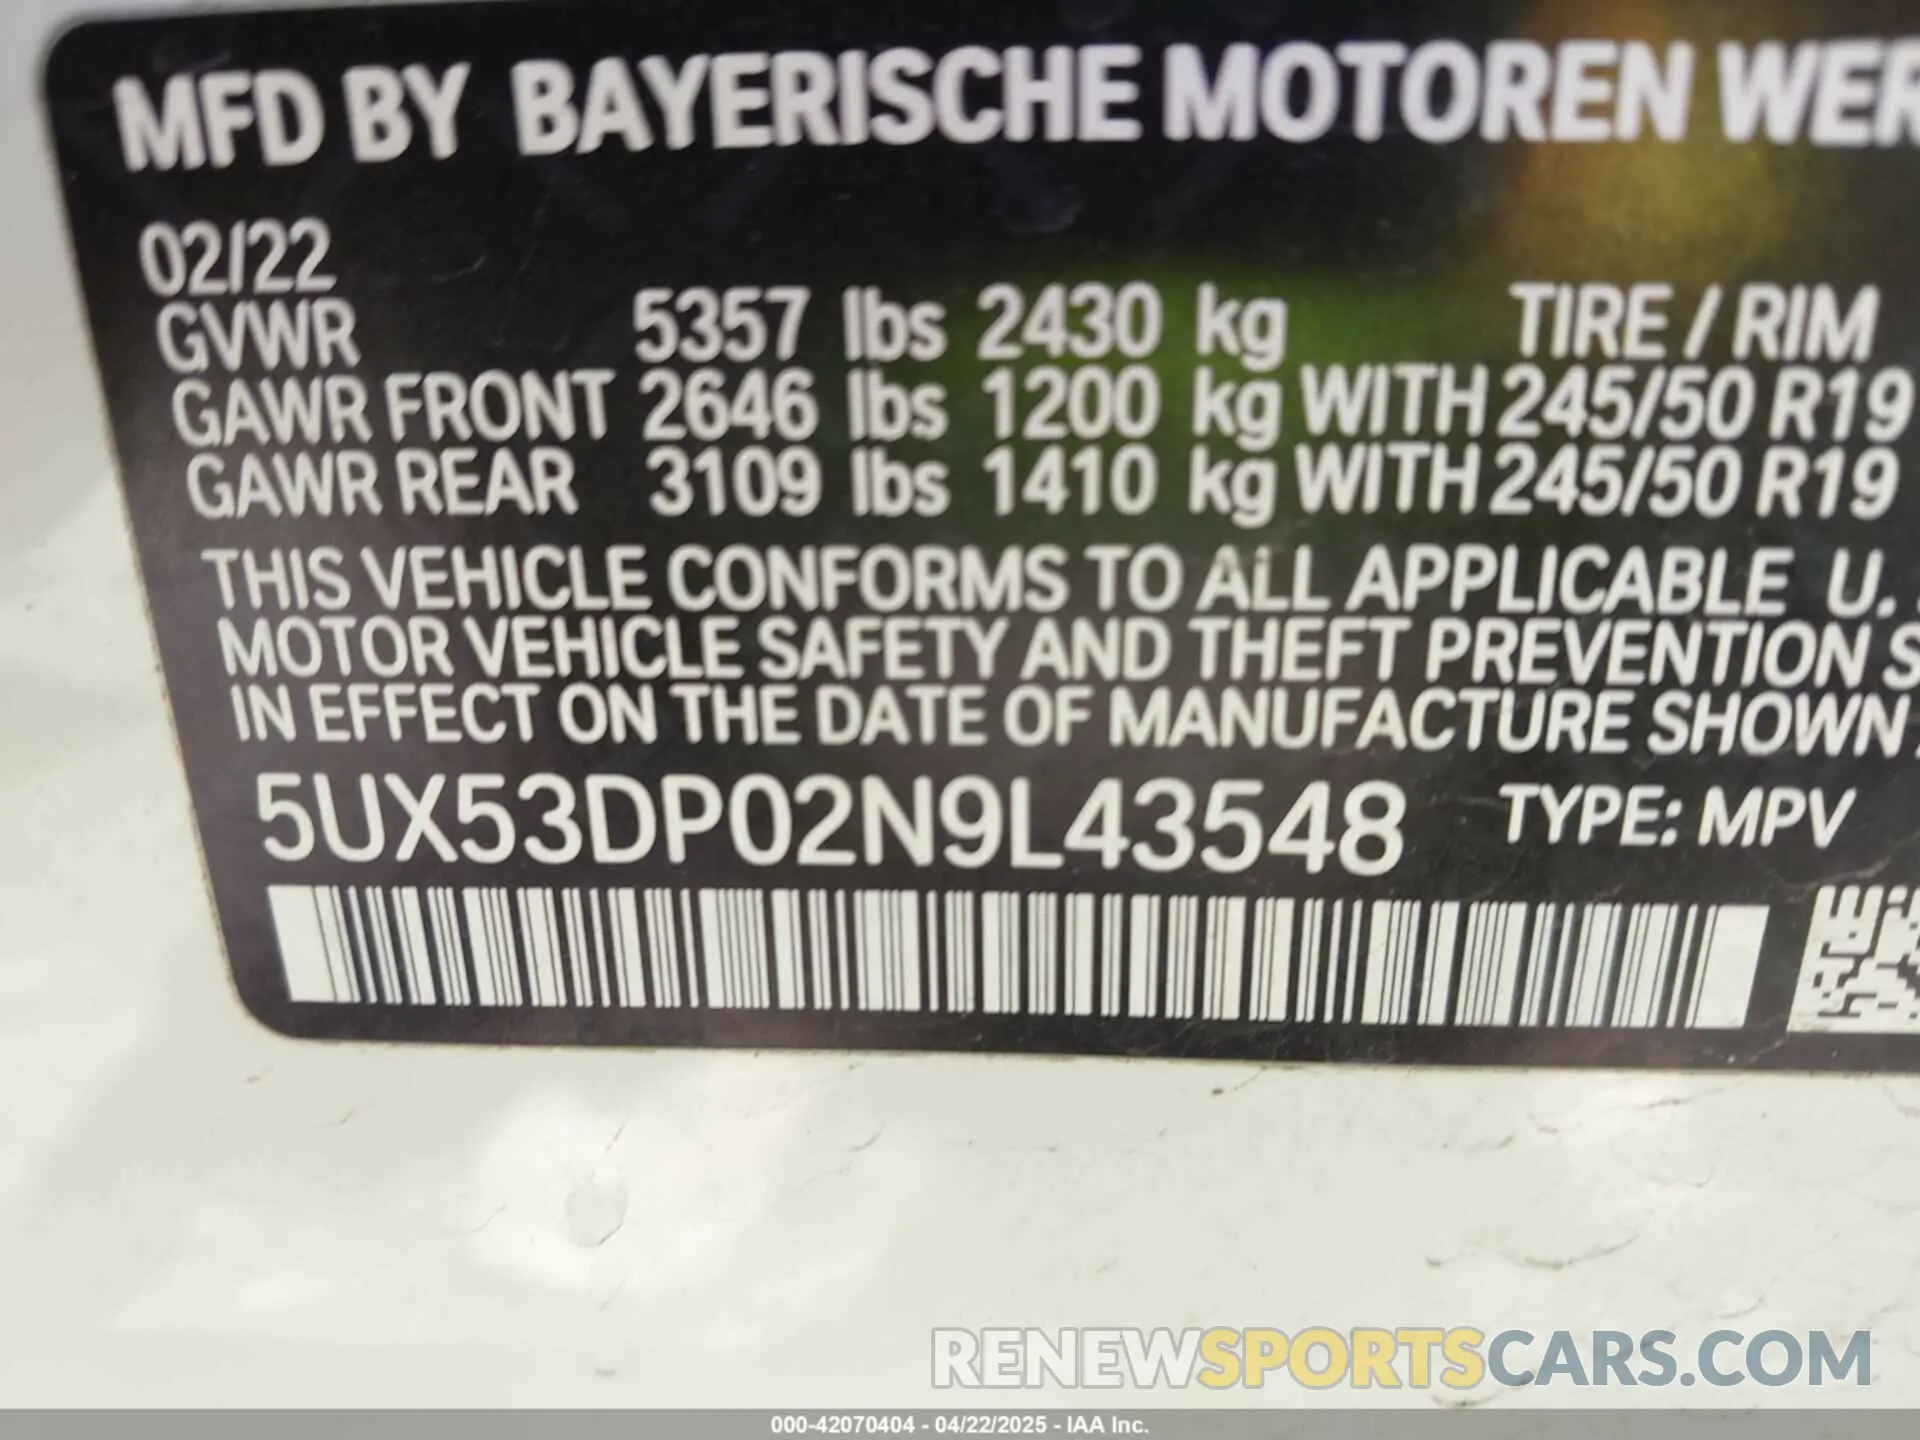 MFD BY BAYERISCHE MOTOREN WER
02/22
GVWR 5357 lbs 2430 kg TIRE / RIM
GAWR FRONT 2646 lbs 1200 kg WITH 245/50 R19
GAWR REAR 3109 lbs 1410 kg WITH 245/50 R19
THIS VEHICLE CONFORMS TO ALL APPLICABLE U.
MOTOR VEHICLE SAFETY AND THEFT PREVENTION S
IN EFFECT ON THE DATE OF MANUFACTURE SHOWN
5UX53DP02N9L43548 TYPE: MPV
RENEWSPORTSCARS.COM
000-42070404 - 04/22/2025 - IAA Inc.